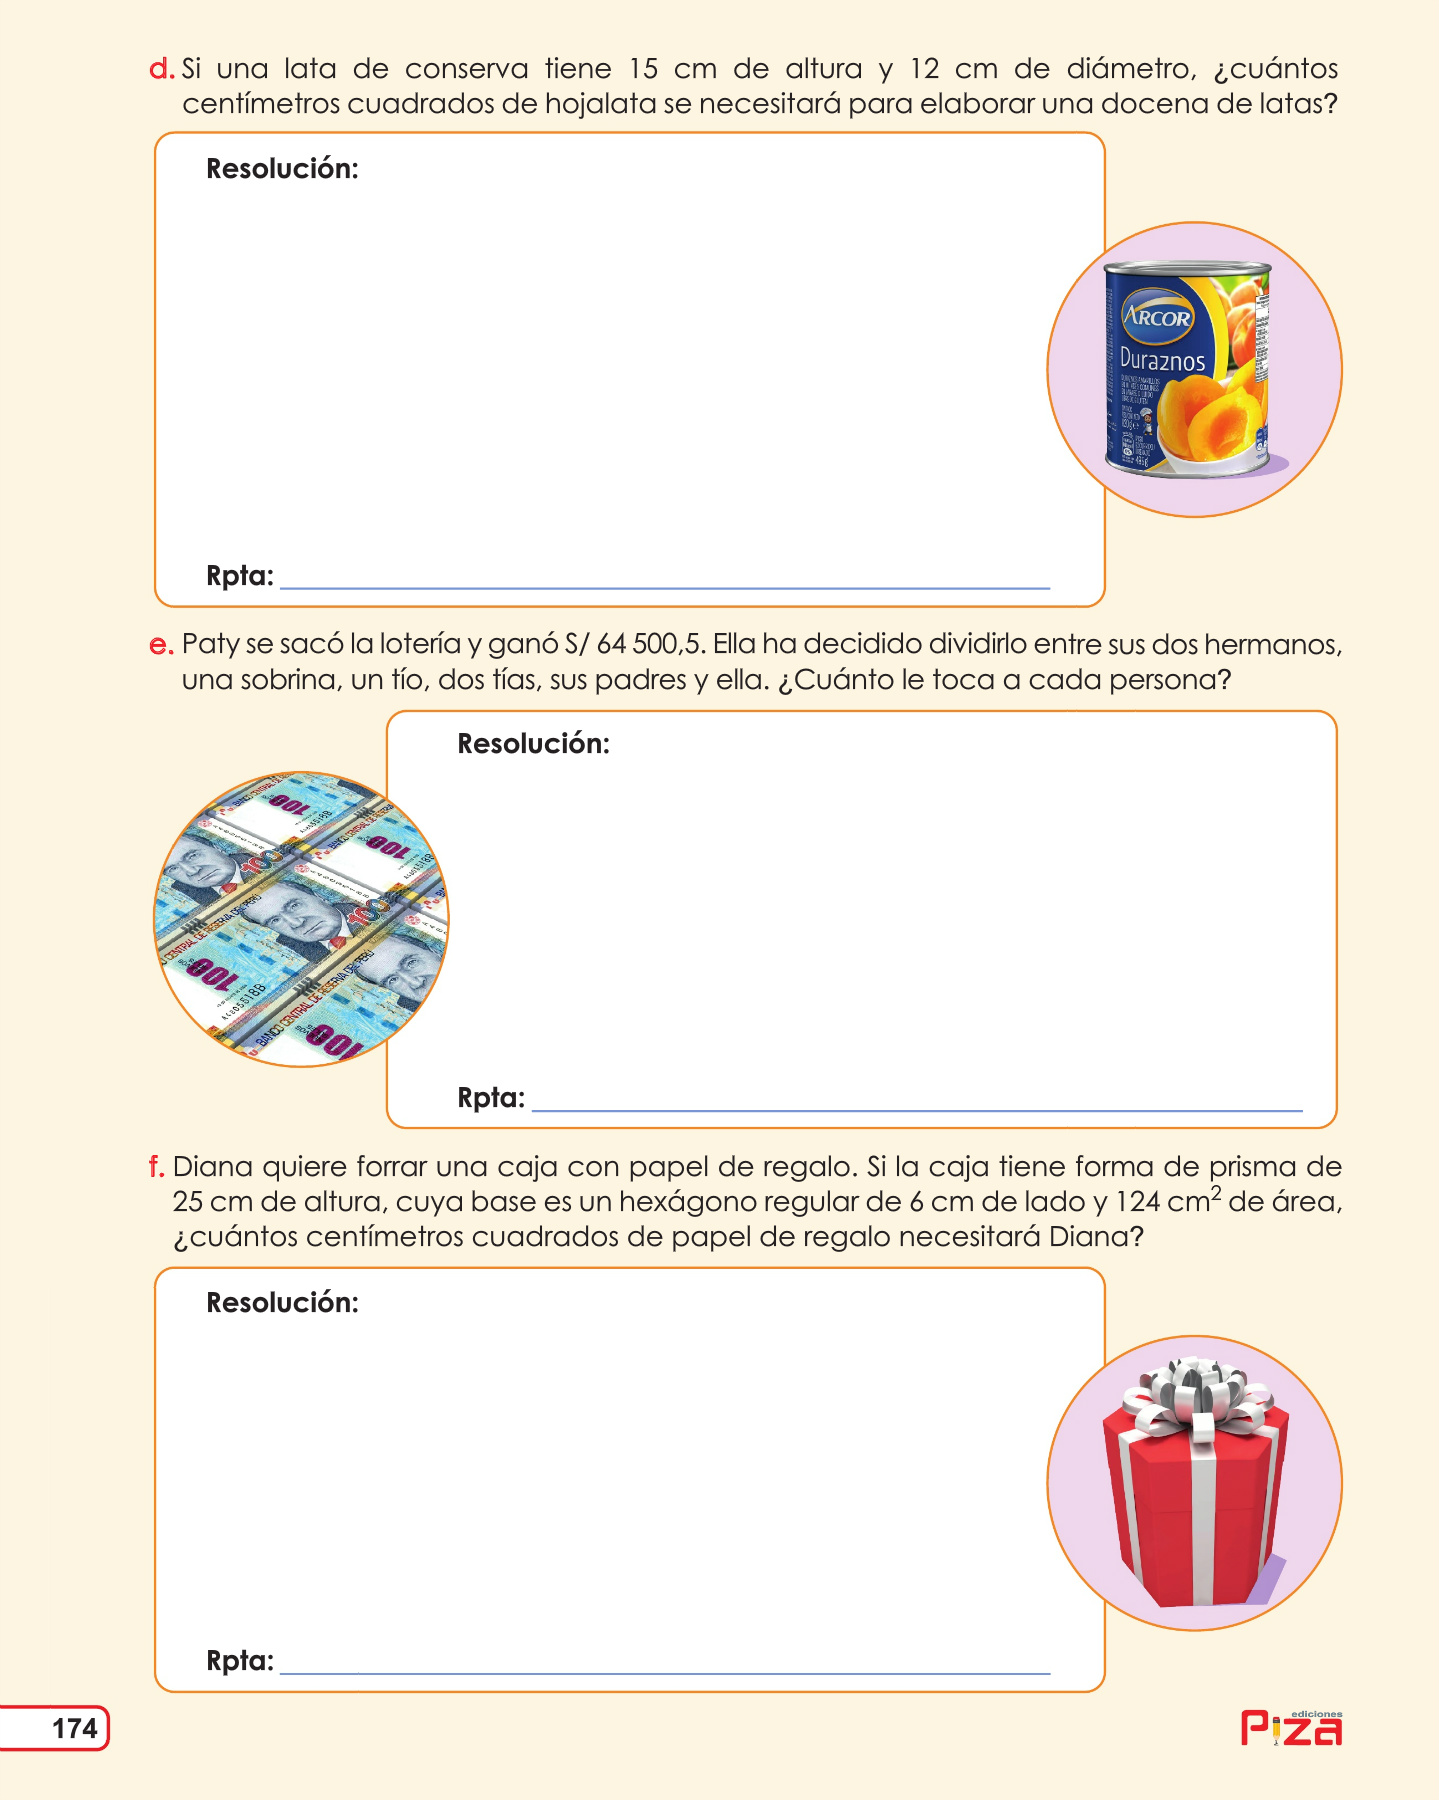 d. Si una lata de conserva tiene 15 cm de altura y 12 cm de diámetro, ¿cuántos
centímetros cuadrados de hojalata se necesitará para elaborar una docena de latas?
Resolución:
ARCOR
Duraznos
Rpta:
e. Paty se sacó la lotería y ganó S/ 64 500,5. Ella ha decidido dividirlo entre sus dos hermanos,
una sobrina, un tío, dos tías, sus padres y ella. ¿Cuánto le toca a cada persona?
Resolución:
100
100
100
BANCO CENTRAL DE RESERVA DEL PERÚ
100
Rpta:
f. Diana quiere forrar una caja con papel de regalo. Si la caja tiene forma de prisma de
25 cm de altura, cuya base es un hexágono regular de 6 cm de lado y 124 cm² de área,
¿cuántos centímetros cuadrados de papel de regalo necesitará Diana?
Resolución:
Rpta:
174
ediciones
Piza